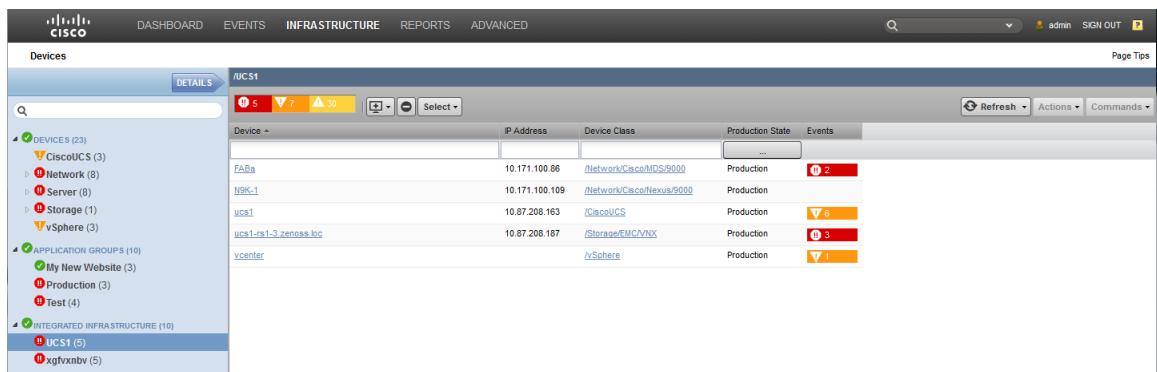 CISCO DASHBOARD EVENTS INFRASTRUCTURE REPORTS ADVANCED admin SIGN OUT ?
Devices Page Tips
DETAILS /UCS1
5 7 30 Select Refresh Actions Commands
Device IP Address Device Class Production State Events
...
DEVICES (23)
CiscoUCS (3)
Network (8)
Server (8)
Storage (1)
vSphere (3)
APPLICATION GROUPS (10)
My New Website (3)
Production (3)
Test (4)
INTEGRATED INFRASTRUCTURE (10)
UCS1 (5)
xgfvxnbv (5)
FABa 10.171.100.86 /Network/Cisco/MDS/9000 Production 2
N9K-1 10.171.100.109 /Network/Cisco/Nexus/9000 Production
ucs1 10.87.208.163 /CiscoUCS Production 6
ucs1-rs1-3.zenoss.loc 10.87.208.187 /Storage/EMC/VNX Production 3
vcenter /vSphere Production 1